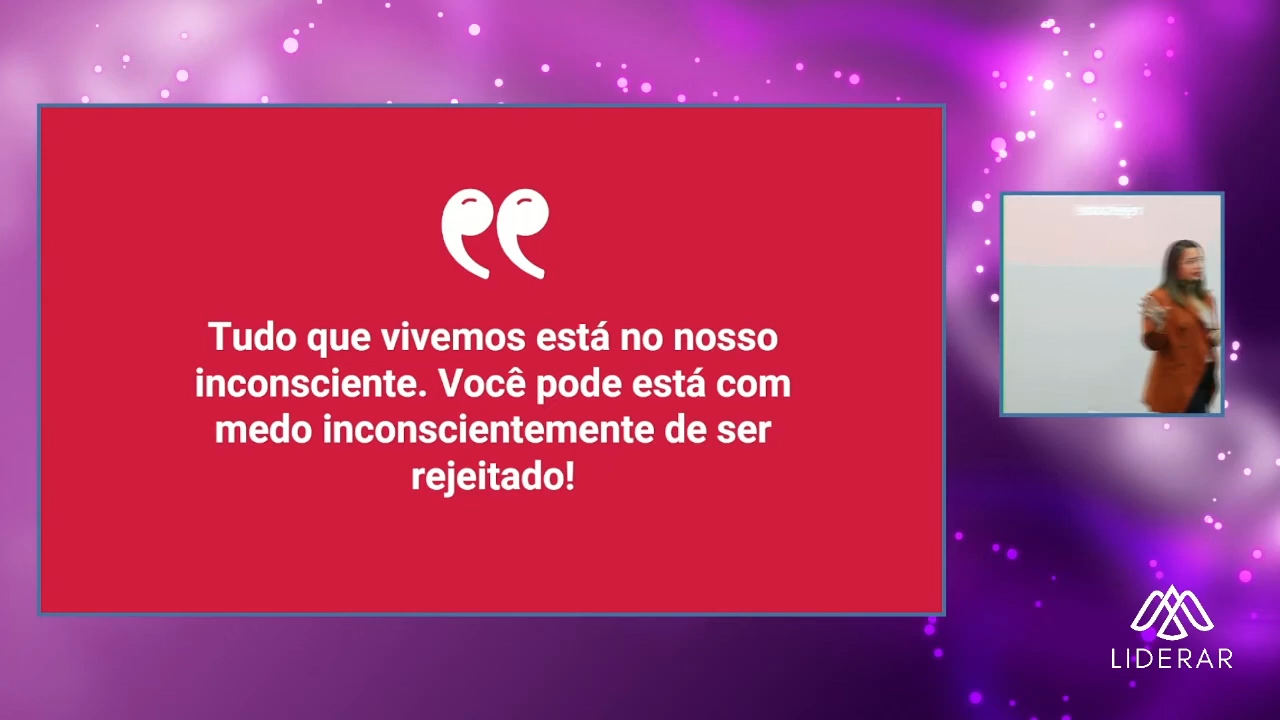 Tudo que vivemos está no nosso
inconsciente. Você pode está com
medo inconscientemente de ser
rejeitado!
LIDERAR